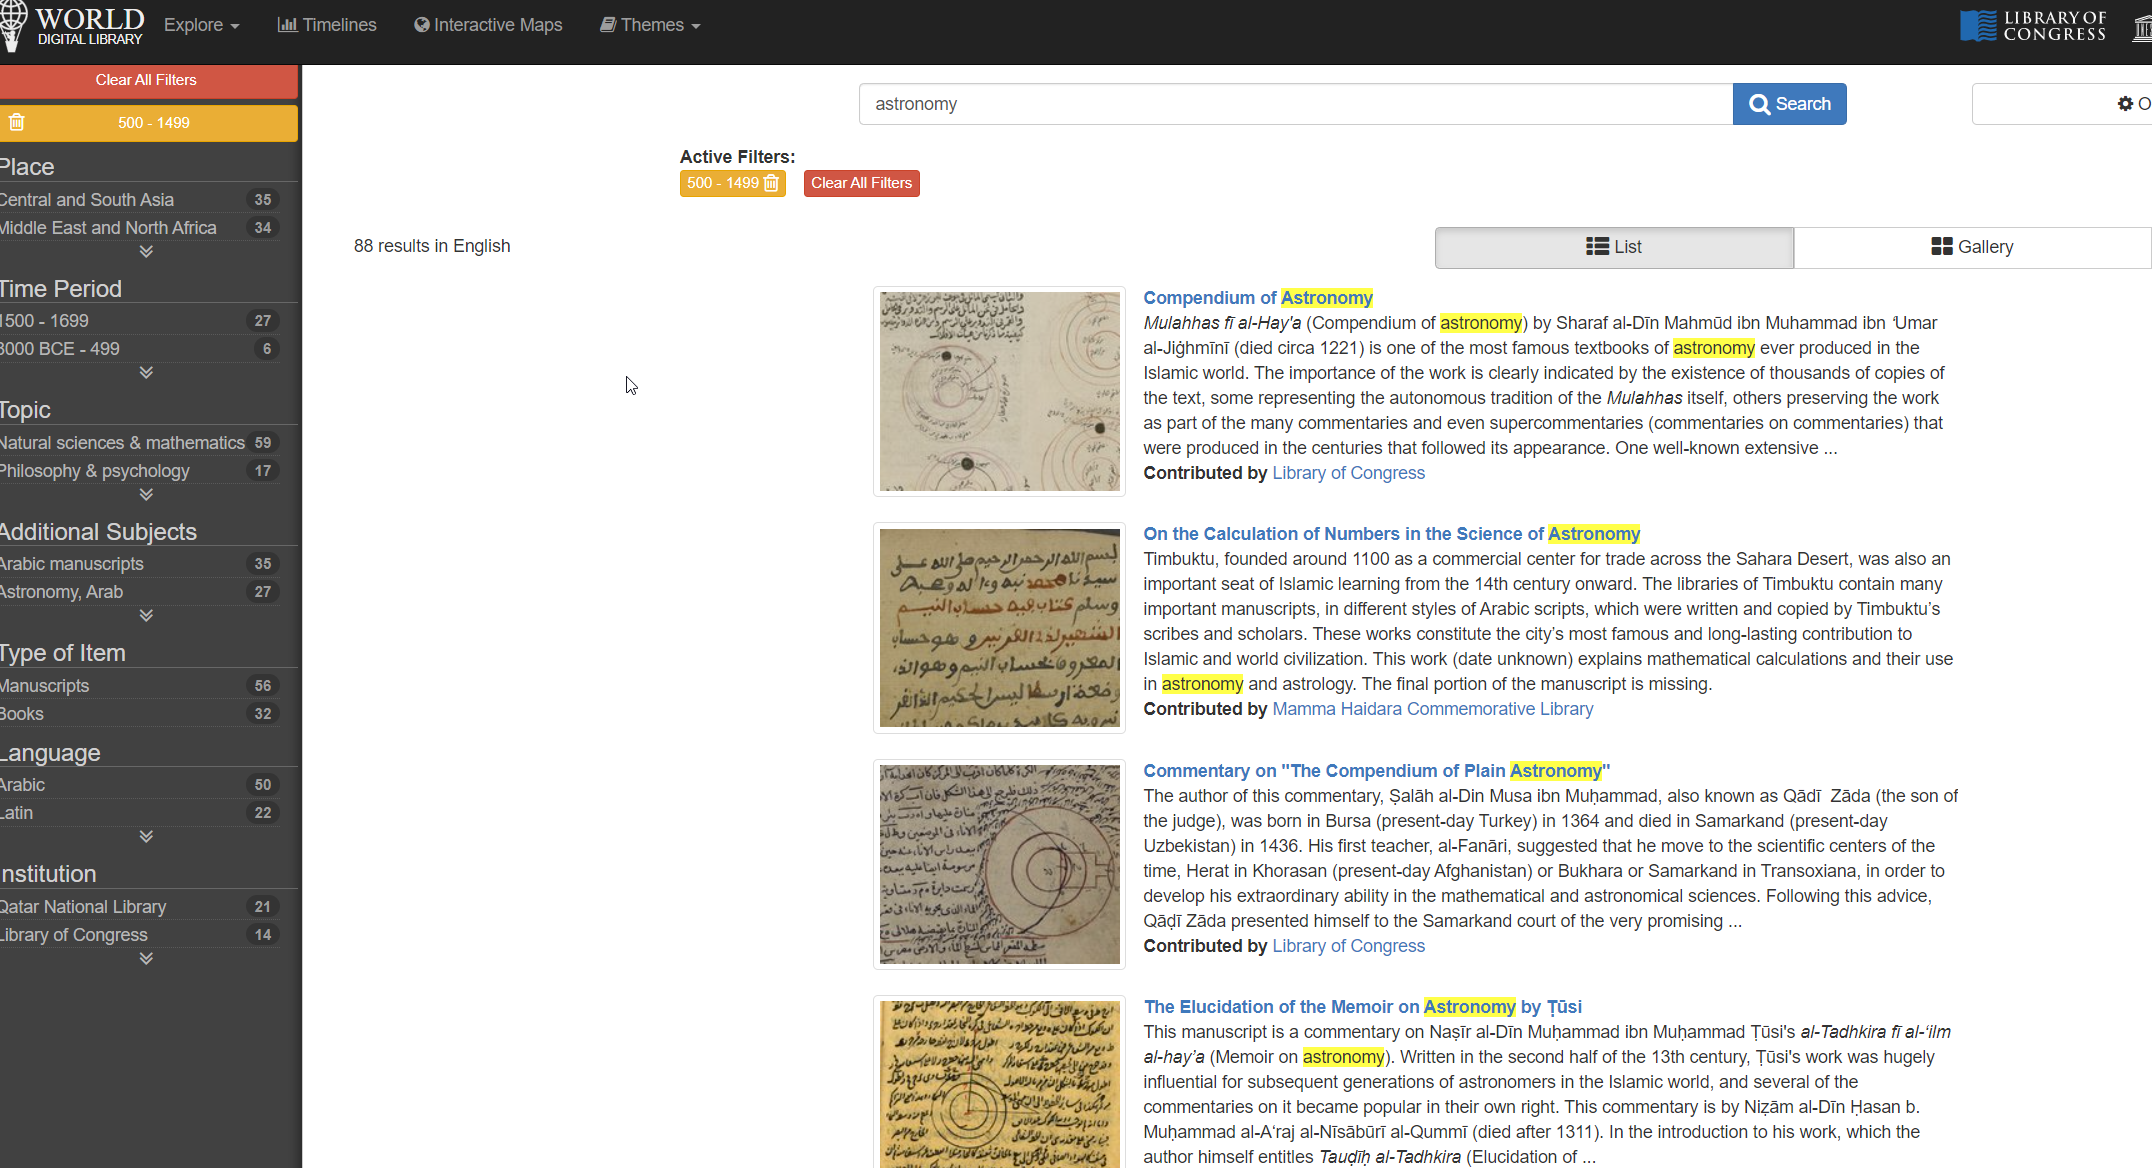 WORLD
DIGITAL LIBRARY
Explore
Timelines
Interactive Maps
Themes
LIBRARY OF
CONGRESS
Clear All Filters
500 - 1499
Place
Central and South Asia 35
Middle East and North Africa 34
Time Period
1500 - 1699 27
3000 BCE - 499 6
Topic
Natural sciences & mathematics 59
Philosophy & psychology 17
Additional Subjects
Arabic manuscripts 35
Astronomy, Arab 27
Type of Item
Manuscripts 56
Books 32
Language
Arabic 50
Latin 22
Institution
Qatar National Library 21
Library of Congress 14
astronomy
Search
O
Active Filters:
500 - 1499
Clear All Filters
88 results in English
List
Gallery
Compendium of Astronomy
Mulahhas fī al-Hay'a (Compendium of astronomy) by Sharaf al-Dīn Mahmūd ibn Muhammad ibn ʻUmar
al-Jiġhmīnī (died circa 1221) is one of the most famous textbooks of astronomy ever produced in the
Islamic world. The importance of the work is clearly indicated by the existence of thousands of copies of
the text, some representing the autonomous tradition of the Mulahhas itself, others preserving the work
as part of the many commentaries and even supercommentaries (commentaries on commentaries) that
were produced in the centuries that followed its appearance. One well-known extensive ...
Contributed by Library of Congress
On the Calculation of Numbers in the Science of Astronomy
Timbuktu, founded around 1100 as a commercial center for trade across the Sahara Desert, was also an
important seat of Islamic learning from the 14th century onward. The libraries of Timbuktu contain many
important manuscripts, in different styles of Arabic scripts, which were written and copied by Timbuktu’s
scribes and scholars. These works constitute the city’s most famous and long-lasting contribution to
Islamic and world civilization. This work (date unknown) explains mathematical calculations and their use
in astronomy and astrology. The final portion of the manuscript is missing.
Contributed by Mamma Haidara Commemorative Library
Commentary on "The Compendium of Plain Astronomy"
The author of this commentary, Ṣalāh al-Din Musa ibn Muḥammad, also known as Qādī Zāda (the son of
the judge), was born in Bursa (present-day Turkey) in 1364 and died in Samarkand (present-day
Uzbekistan) in 1436. His first teacher, al-Fanāri, suggested that he move to the scientific centers of the
time, Herat in Khorasan (present-day Afghanistan) or Bukhara or Samarkand in Transoxiana, in order to
develop his extraordinary ability in the mathematical and astronomical sciences. Following this advice,
Qāḍī Zāda presented himself to the Samarkand court of the very promising ...
Contributed by Library of Congress
The Elucidation of the Memoir on Astronomy by Ṭūsi
This manuscript is a commentary on Naṣīr al-Dīn Muḥammad ibn Muḥammad Ṭūsi's al-Tadhkira fī al-ʻilm
al-hay’a (Memoir on astronomy). Written in the second half of the 13th century, Ṭūsi's work was hugely
influential for subsequent generations of astronomers in the Islamic world, and several of the
commentaries on it became popular in their own right. This commentary is by Niẓām al-Dīn Ḥasan b.
Muḥammad al-Aʻraj al-Nīsābūrī al-Qummī (died after 1311). In the introduction to his work, which the
author himself entitles Tauḍīḥ al-Tadhkira (Elucidation of ...